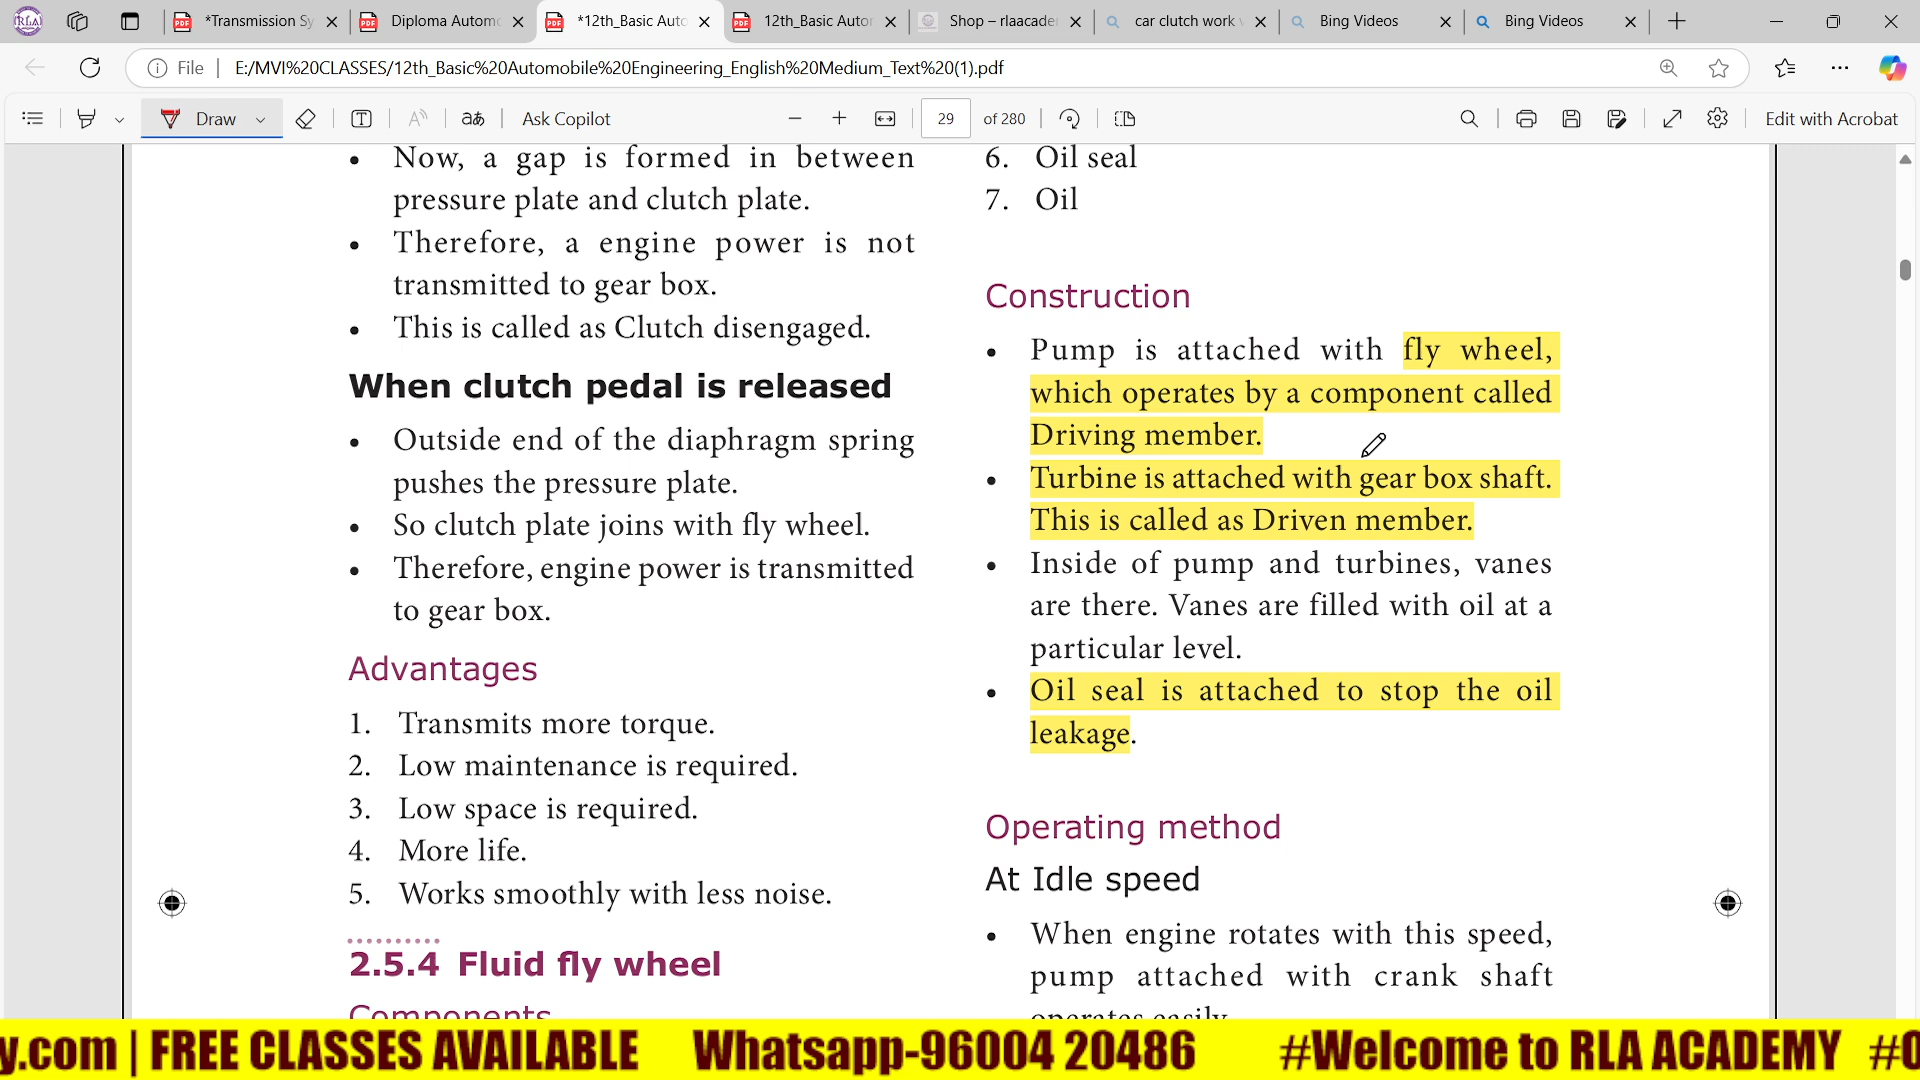 *Transmission Sy
Diploma Automo
*12th_Basic Auto
12th_Basic Autor
Shop – rlaacader
car clutch work v
Bing Videos
Bing Videos
File
E:/MVI%20CLASSES/12th_Basic%20Automobile%20Engineering_English%20Medium_Text%20(1).pdf
Draw
Ask Copilot
29 of 280
Edit with Acrobat
• Now, a gap is formed in between
pressure plate and clutch plate.
• Therefore, a engine power is not
transmitted to gear box.
• This is called as Clutch disengaged.
When clutch pedal is released
• Outside end of the diaphragm spring
pushes the pressure plate.
• So clutch plate joins with fly wheel.
• Therefore, engine power is transmitted
to gear box.
Advantages
1. Transmits more torque.
2. Low maintenance is required.
3. Low space is required.
4. More life.
5. Works smoothly with less noise.
2.5.4 Fluid fly wheel
Components
6. Oil seal
7. Oil
Construction
• Pump is attached with fly wheel,
which operates by a component called
Driving member.
• Turbine is attached with gear box shaft.
This is called as Driven member.
• Inside of pump and turbines, vanes
are there. Vanes are filled with oil at a
particular level.
• Oil seal is attached to stop the oil
leakage.
Operating method
At Idle speed
• When engine rotates with this speed,
pump attached with crank shaft
operates easily.
y.com | FREE CLASSES AVAILABLE Whatsapp-96004 20486 #Welcome to RLA ACADEMY